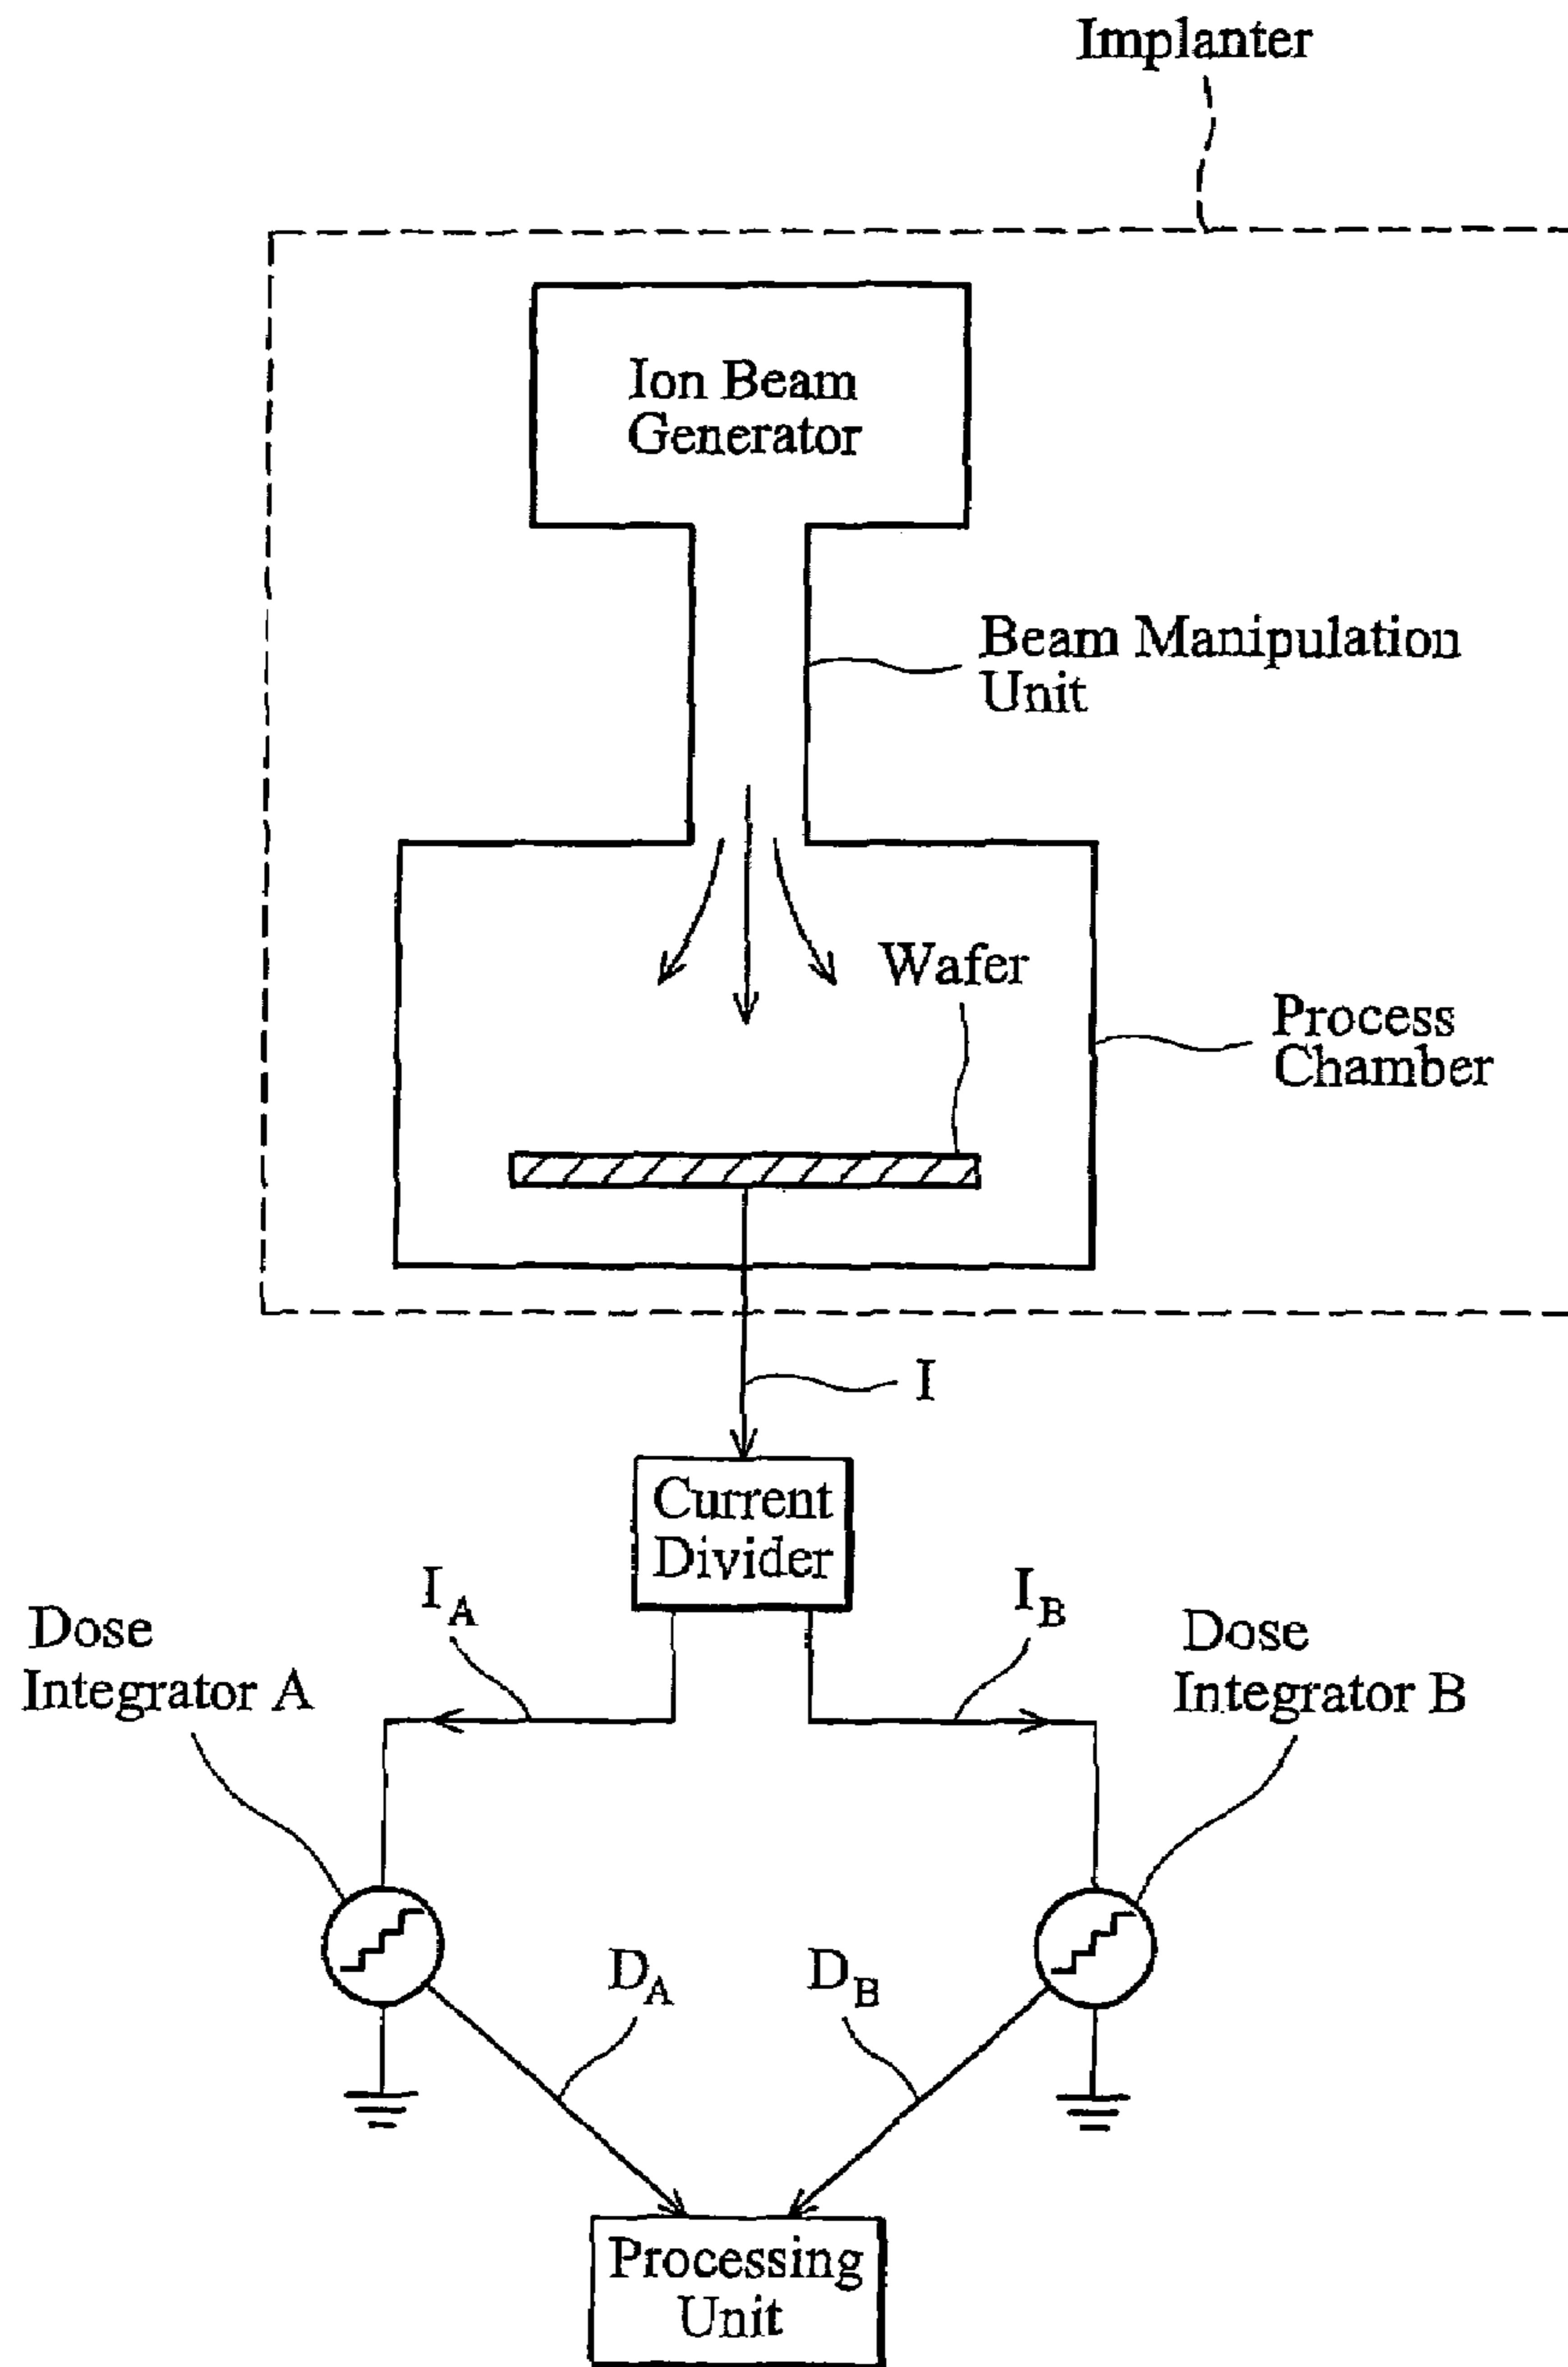 Implanter
Ion Beam
Generator
Beam Manipulation
Unit
Wafer
Process
Chamber
I
Current
Divider
I_A
I_B
Dose
Integrator A
Dose
Integrator B
D_A
D_B
Processing
Unit